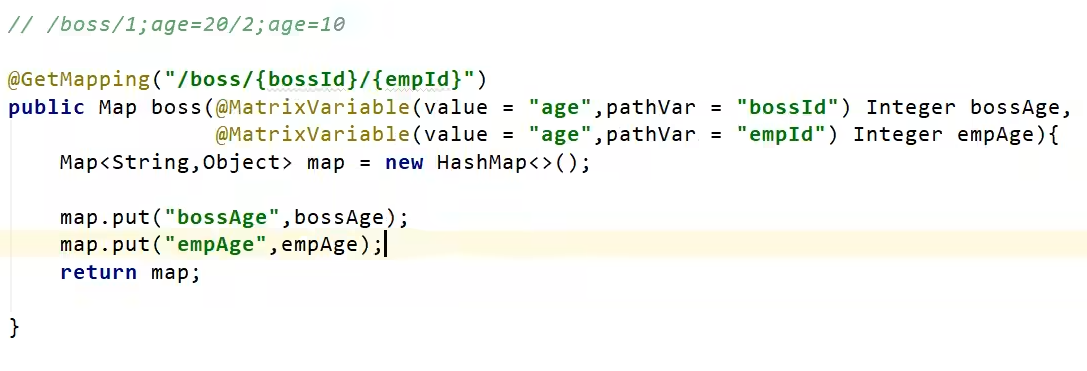 // /boss/1;age=20/2;age=10
@GetMapping("/boss/{bossId}/{empId}")
public Map boss(@MatrixVariable(value = "age",pathVar = "bossId") Integer bossAge,
@MatrixVariable(value = "age",pathVar = "empId") Integer empAge){
Map<String,Object> map = new HashMap<>();
map.put("bossAge",bossAge);
map.put("empAge",empAge);
return map;
}